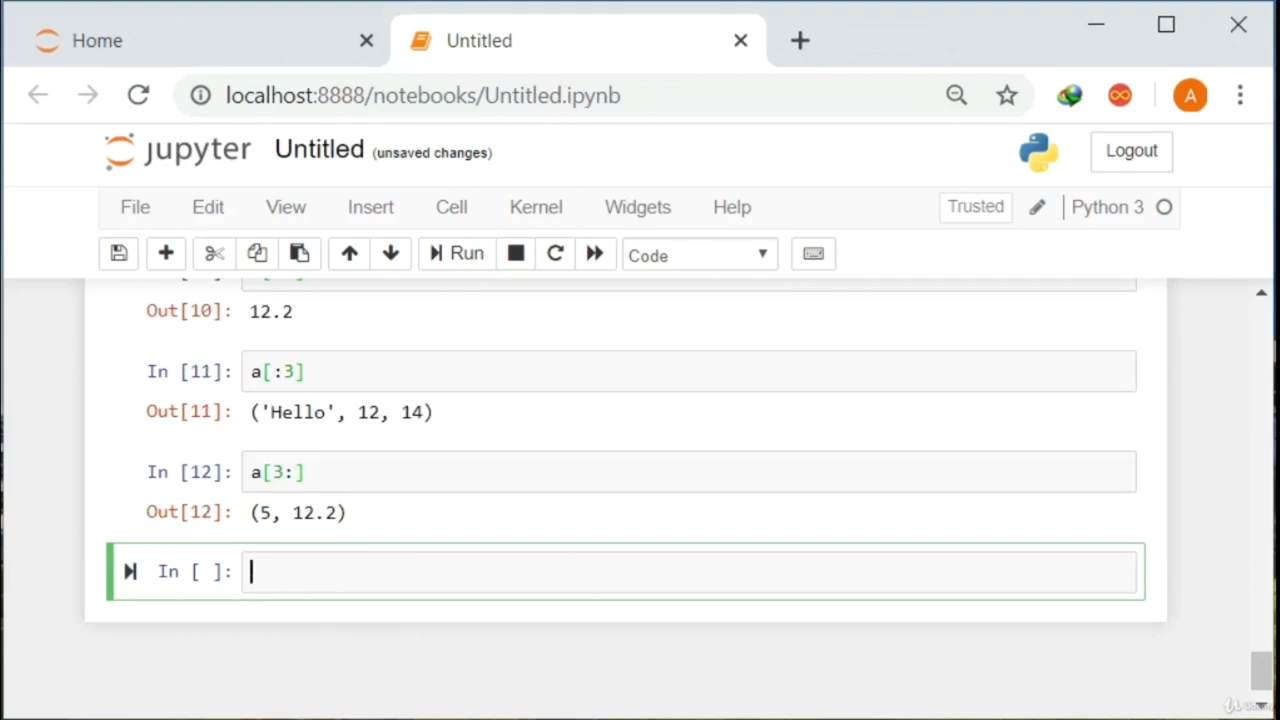 Home
Untitled
localhost:8888/notebooks/Untitled.ipynb
A
jupyter Untitled (unsaved changes)
Logout
File Edit View Insert Cell Kernel Widgets Help
Trusted
Python 3
Run
Code
Out[10]: 12.2
In [11]: a[:3]
Out[11]: ('Hello', 12, 14)
In [12]: a[3:]
Out[12]: (5, 12.2)
In [ ]: